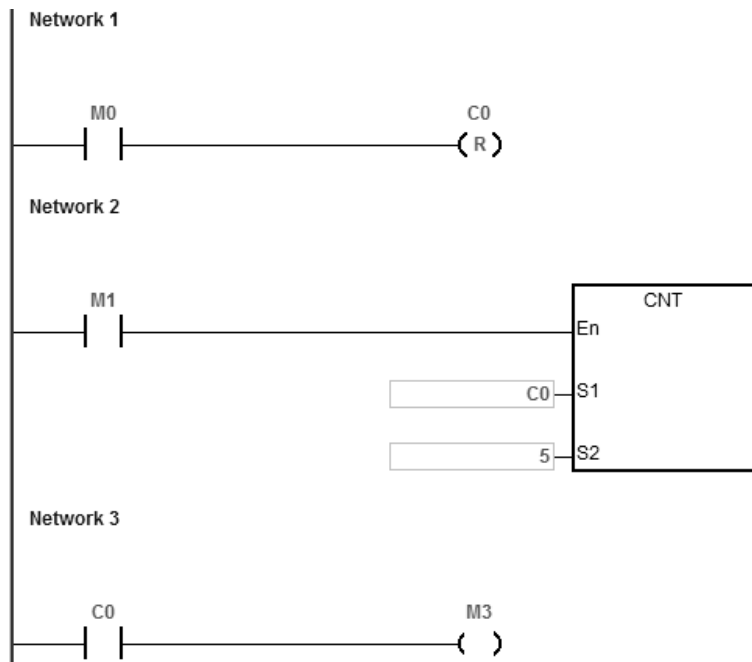 Network 1
M0 C0
R
Network 2
M1 CNT
En
C0 S1
5 S2
Network 3
C0 M3